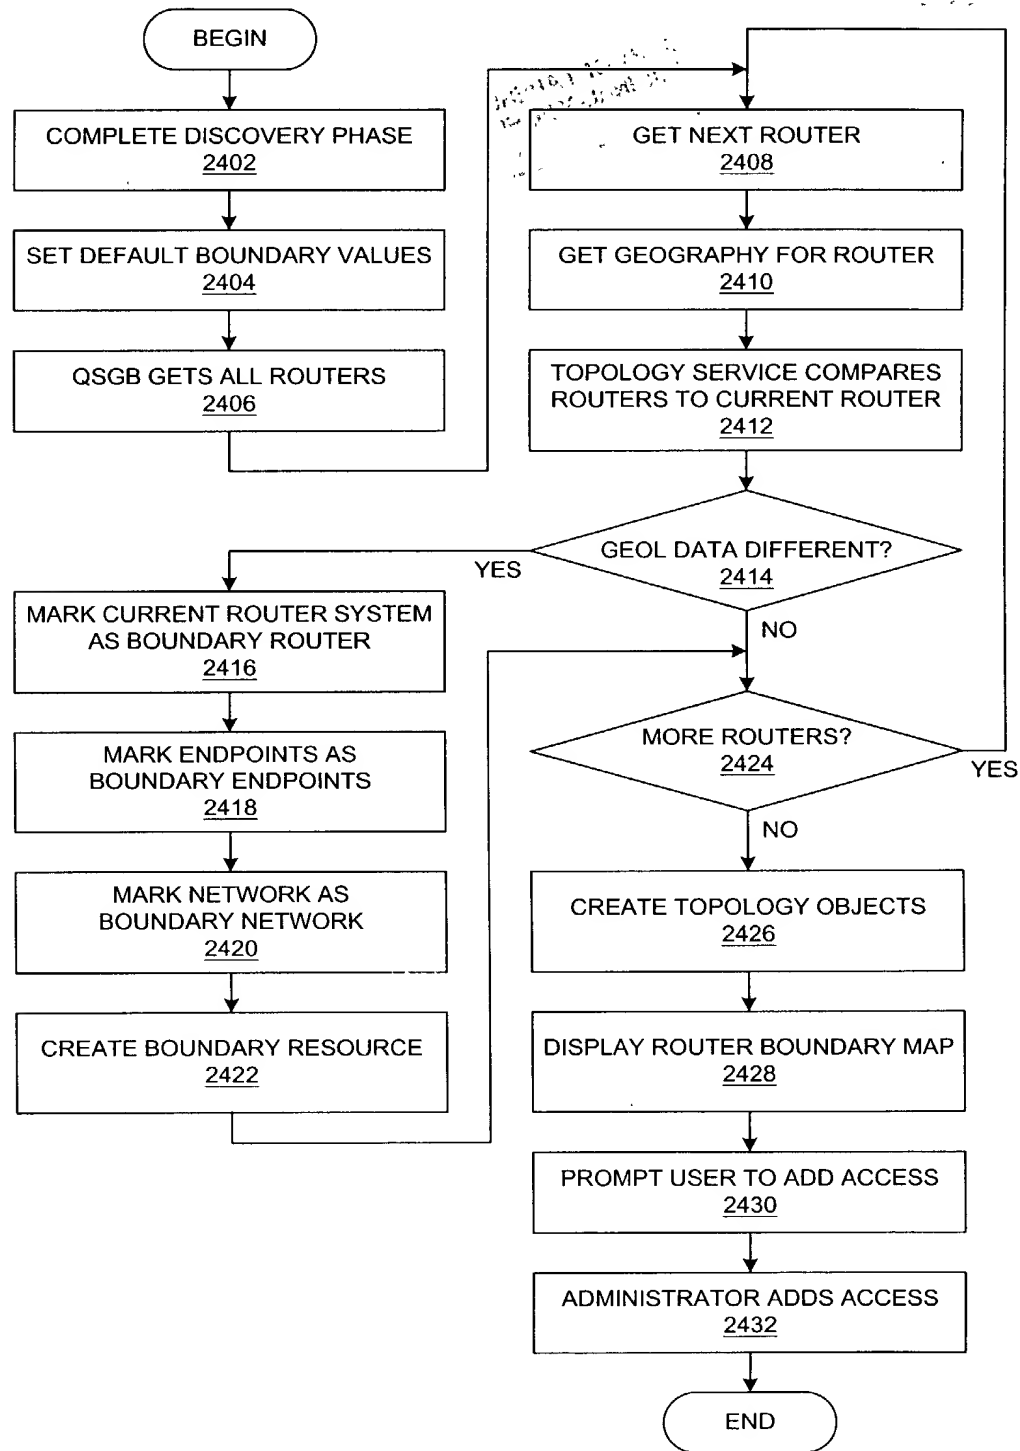 BEGIN
COMPLETE DISCOVERY PHASE
2402
SET DEFAULT BOUNDARY VALUES
2404
QSGB GETS ALL ROUTERS
2406
GET NEXT ROUTER
2408
GET GEOGRAPHY FOR ROUTER
2410
TOPOLOGY SERVICE COMPARES
ROUTERS TO CURRENT ROUTER
2412
GEOL DATA DIFFERENT?
2414
YES
NO
MARK CURRENT ROUTER SYSTEM
AS BOUNDARY ROUTER
2416
MARK ENDPOINTS AS
BOUNDARY ENDPOINTS
2418
MARK NETWORK AS
BOUNDARY NETWORK
2420
CREATE BOUNDARY RESOURCE
2422
MORE ROUTERS?
2424
YES
NO
CREATE TOPOLOGY OBJECTS
2426
DISPLAY ROUTER BOUNDARY MAP
2428
PROMPT USER TO ADD ACCESS
2430
ADMINISTRATOR ADDS ACCESS
2432
END